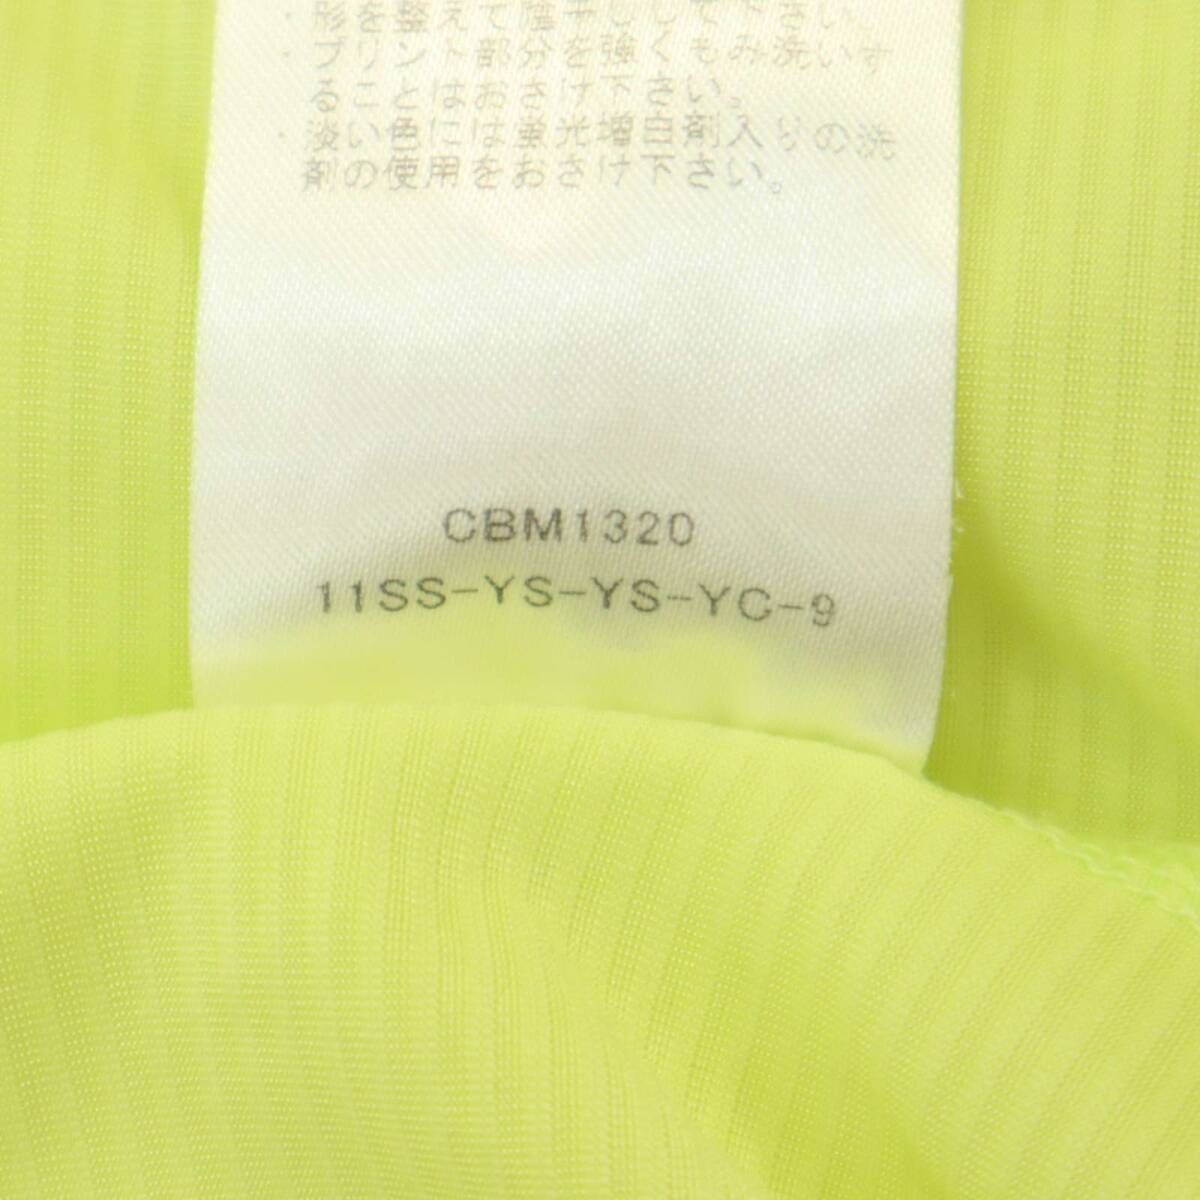 形を整えて陰干しして下さい。
・プリント部分を強くもみ洗いす
ることはおさけ下さい。
・淡い色には蛍光増白剤入りの洗
剤の使用をおさけ下さい。
CBM1320
11SS-YS-YS-YC-9